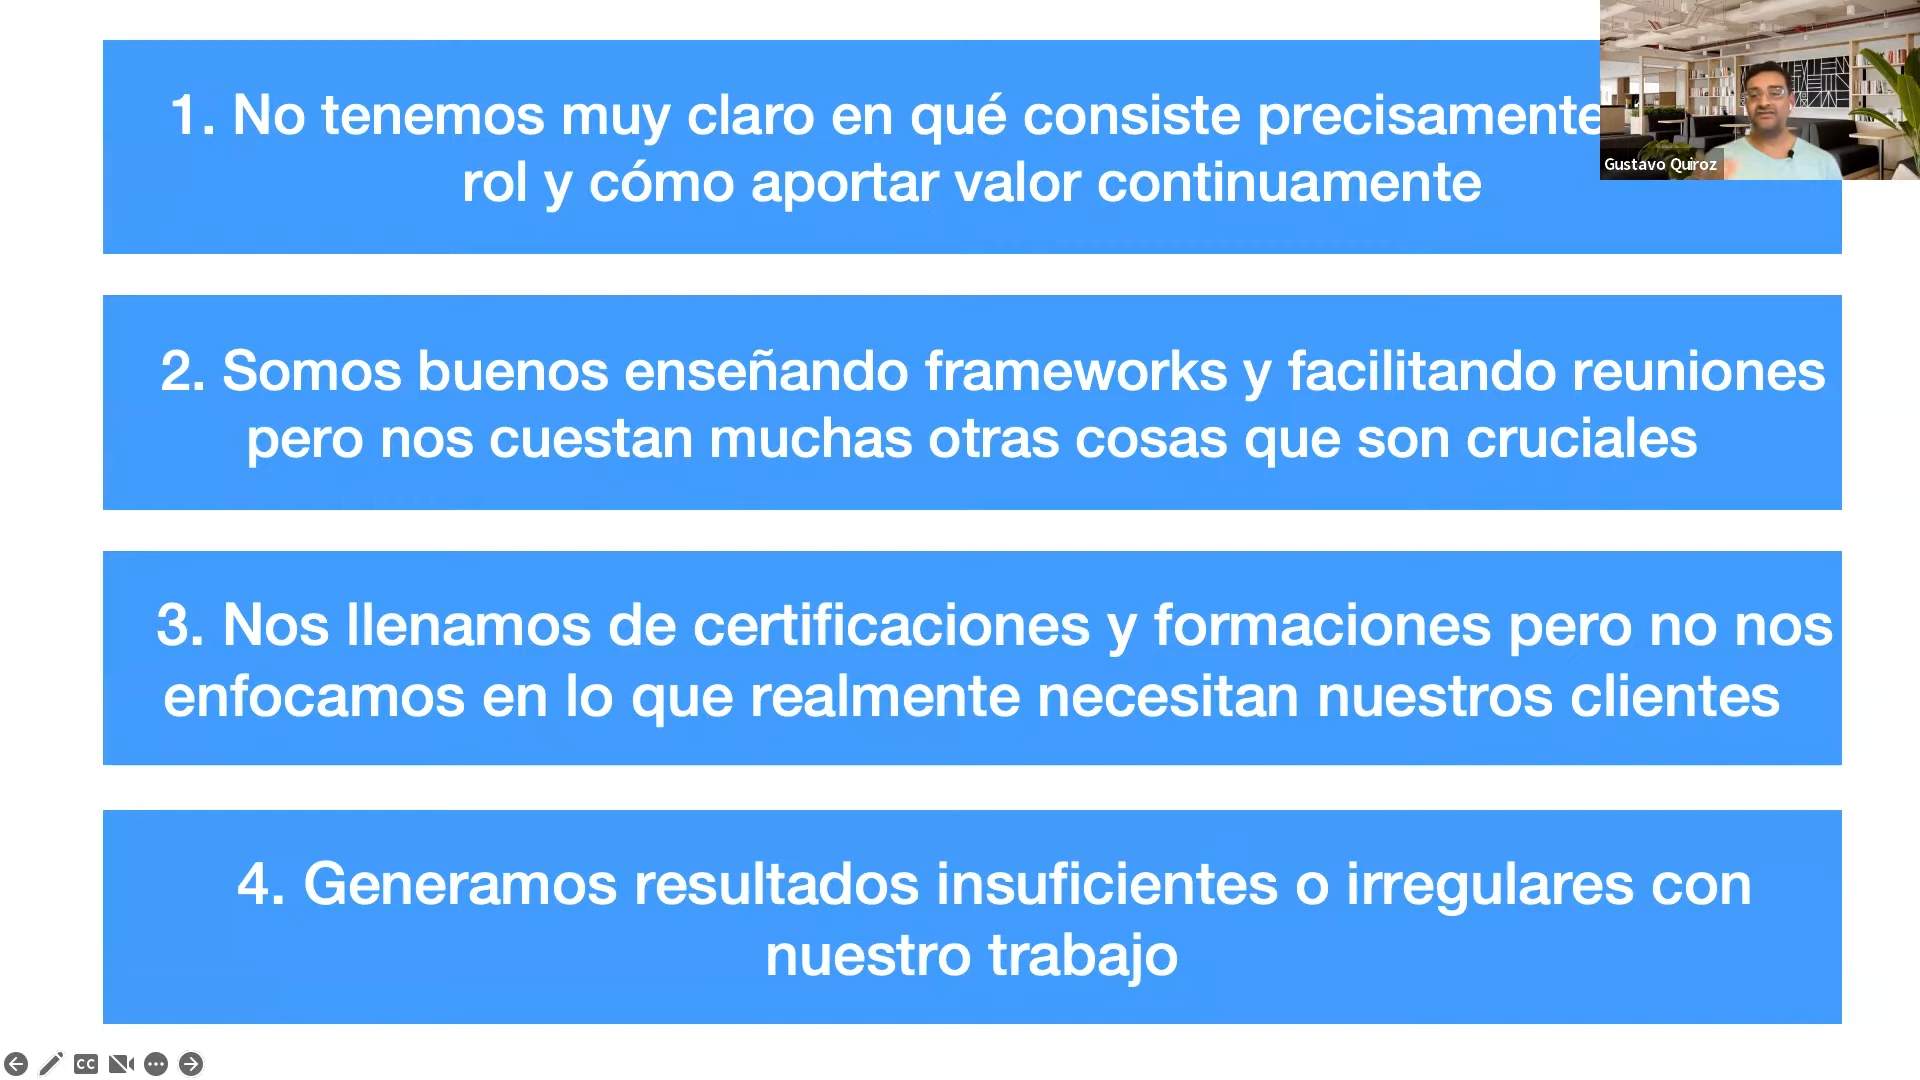 1. No tenemos muy claro en qué consiste precisamente
rol y cómo aportar valor continuamente
Gustavo Quiroz
2. Somos buenos enseñando frameworks y facilitando reuniones
pero nos cuestan muchas otras cosas que son cruciales
3. Nos llenamos de certificaciones y formaciones pero no nos
enfocamos en lo que realmente necesitan nuestros clientes
4. Generamos resultados insuficientes o irregulares con
nuestro trabajo
CC